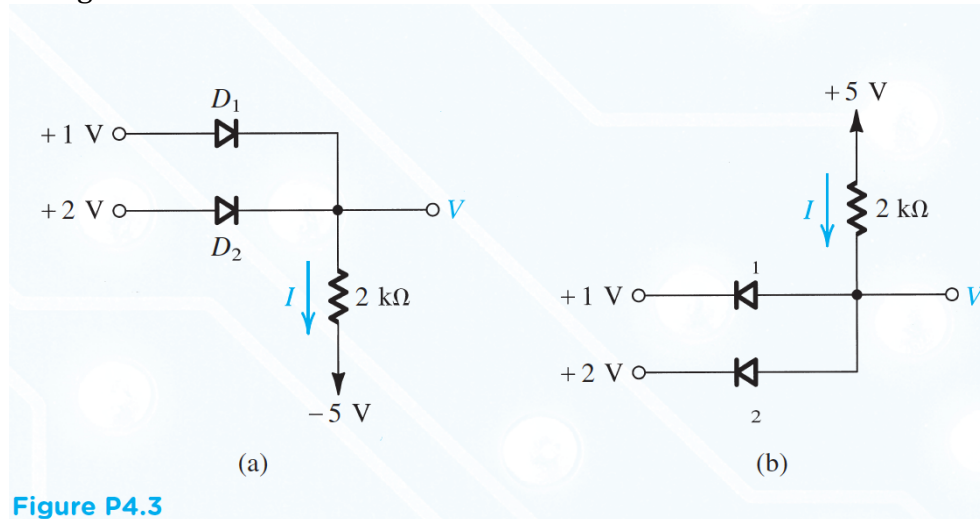 D₁
+1 V
+2 V
V
D₂
I
2 kΩ
−5 V
(a)
+5 V
I
2 kΩ
1
+1 V
V
+2 V
2
(b)
Figure P4.3